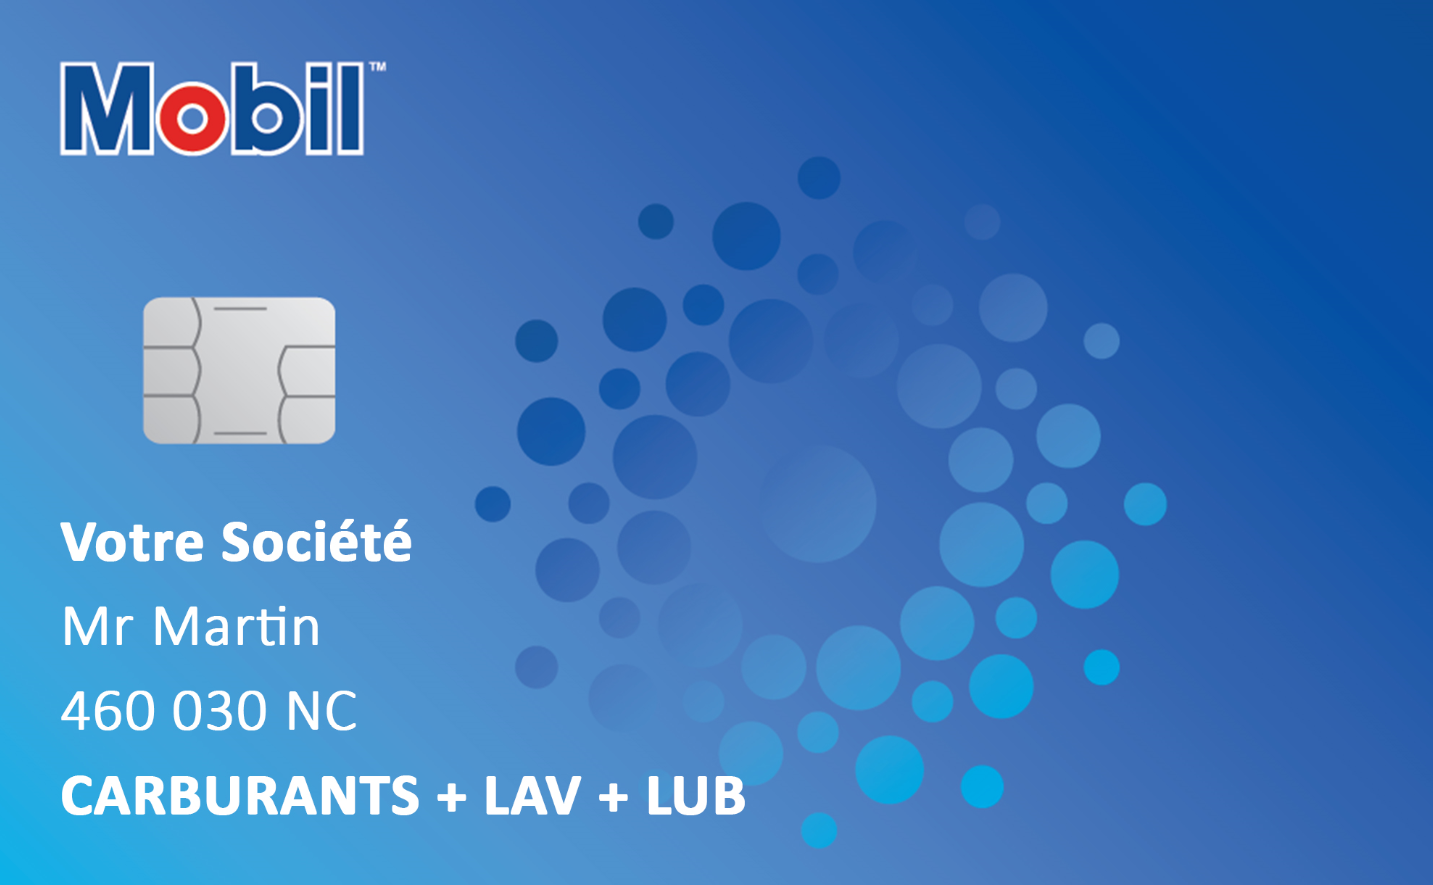 Mobil™
Votre Société
Mr Martin
460 030 NC
CARBURANTS + LAV + LUB